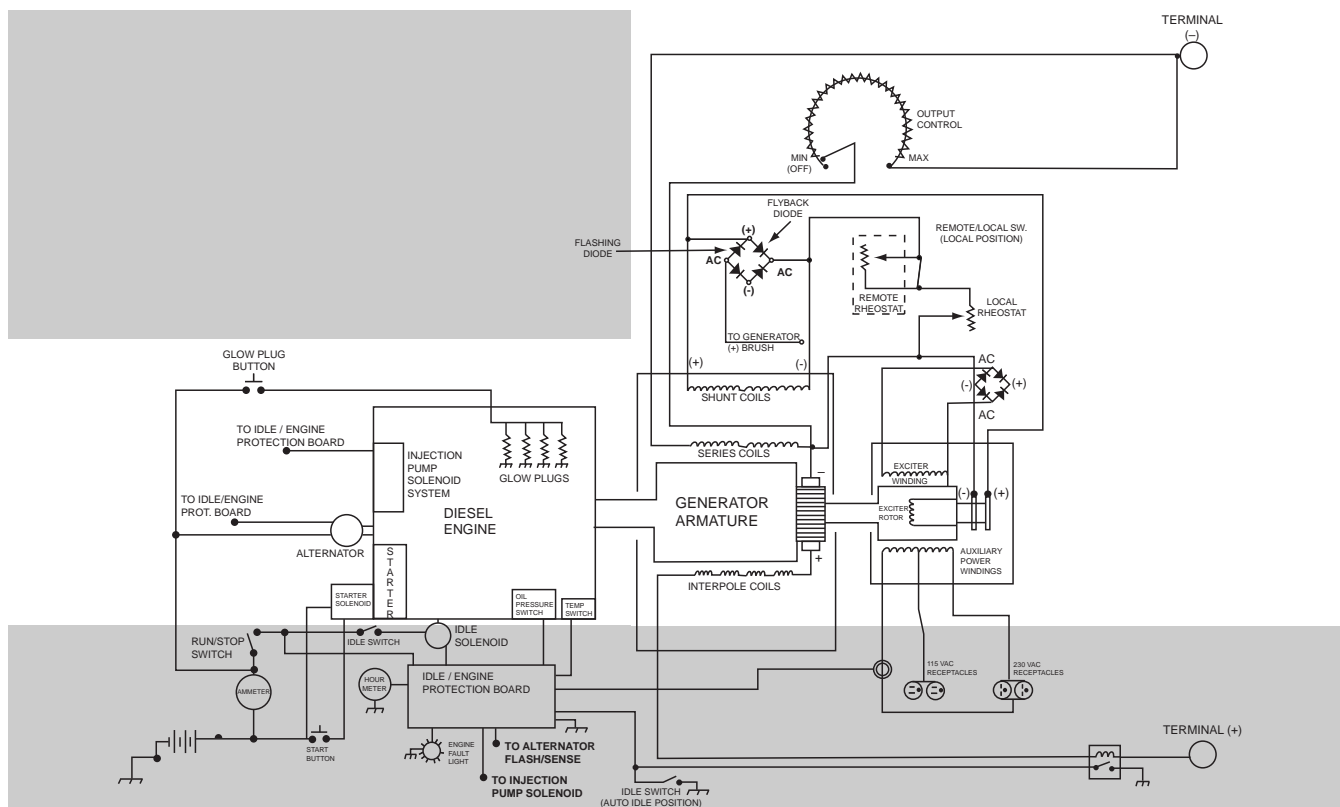 TERMINAL
(–)
OUTPUT
CONTROL
MIN
(OFF)
MAX
FLYBACK
DIODE
FLASHING
DIODE
(+)
AC
AC
(-)
REMOTE/LOCAL SW.
(LOCAL POSITION)
REMOTE
RHEOSTAT
LOCAL
RHEOSTAT
TO GENERATOR
(+) BRUSH
(+)
(-)
AC
(-)
(+)
AC
SHUNT COILS
GLOW PLUG
BUTTON
TO IDLE / ENGINE
PROTECTION BOARD
INJECTION
PUMP
SOLENOID
SYSTEM
GLOW PLUGS
SERIES COILS
–
EXCITER
WINDING
TO IDLE/ENGINE
PROT. BOARD
DIESEL
ENGINE
GENERATOR
ARMATURE
EXCITER
ROTOR
(-)
(+)
ALTERNATOR
+
AUXILIARY
POWER
WINDINGS
INTERPOLE COILS
STARTER
SOLENOID
S
T
A
R
T
E
R
OIL
PRESSURE
SWITCH
TEMP
SWITCH
RUN/STOP
SWITCH
IDLE SWITCH
IDLE
SOLENOID
AMMETER
HOUR
METER
IDLE / ENGINE
PROTECTION BOARD
115 VAC
RECEPTACLES
230 VAC
RECEPTACLES
START
BUTTON
ENGINE
FAULT
LIGHT
TO ALTERNATOR
FLASH/SENSE
TO INJECTION
PUMP SOLENOID
IDLE SWITCH
(AUTO IDLE POSITION)
TERMINAL (+)